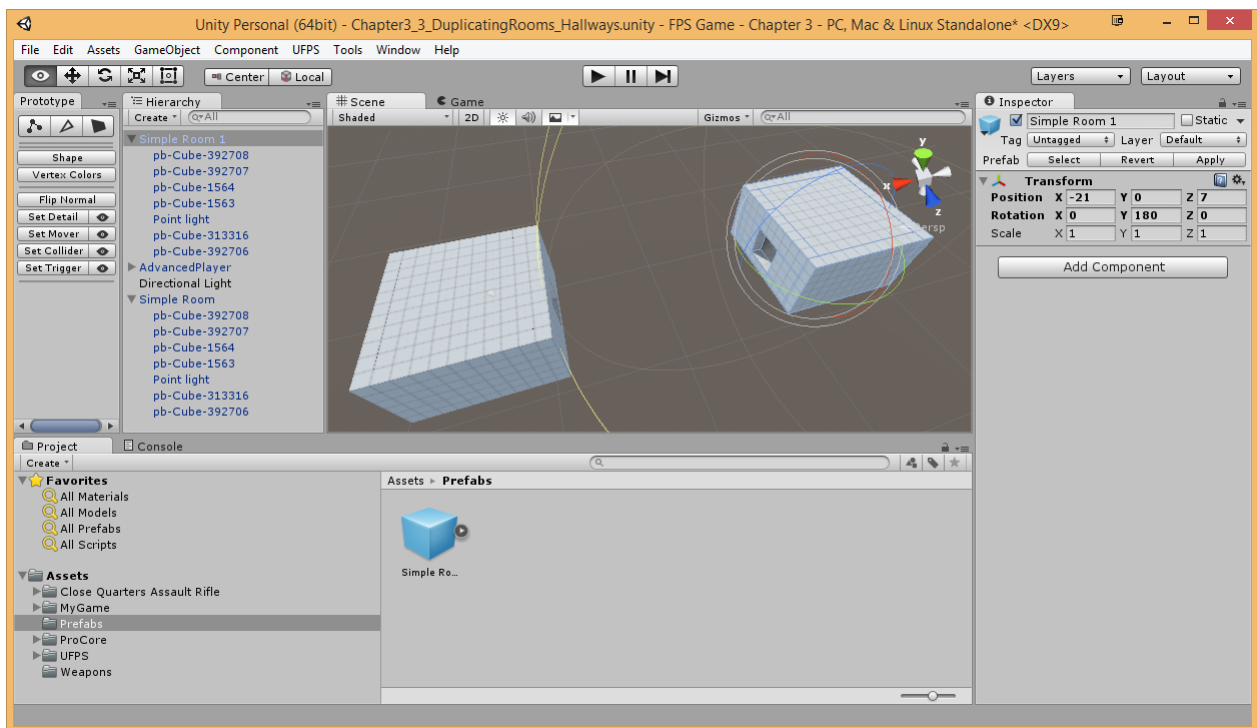 Unity Personal (64bit) - Chapter3_3_DuplicatingRooms_Hallways.unity - FPS Game - Chapter 3 - PC, Mac & Linux Standalone* <DX9>
File Edit Assets GameObject Component UFPS Tools Window Help
Center Local Layers Layout
Prototype
Shape
Vertex Colors
Flip Normal
Set Detail
Set Mover
Set Collider
Set Trigger
Hierarchy
Create All
Simple Room 1
pb-Cube-392708
pb-Cube-392707
pb-Cube-1564
pb-Cube-1563
Point light
pb-Cube-313316
pb-Cube-392706
AdvancedPlayer
Directional Light
Simple Room
pb-Cube-392708
pb-Cube-392707
pb-Cube-1564
pb-Cube-1563
Point light
pb-Cube-313316
pb-Cube-392706
Scene Game
Shaded 2D Gizmos All
y
x
z
Inspector
Simple Room 1 Static
Tag Untagged Layer Default
Prefab Select Revert Apply
Transform
Position X -21 Y 0 Z 7
Rotation X 0 Y 180 Z 0
Scale X 1 Y 1 Z 1
Add Component
Project Console
Create
Favorites
All Materials
All Models
All Prefabs
All Scripts
Assets
Close Quarters Assault Rifle
MyGame
Prefabs
ProCore
UFPS
Weapons
Assets Prefabs
Simple Ro...